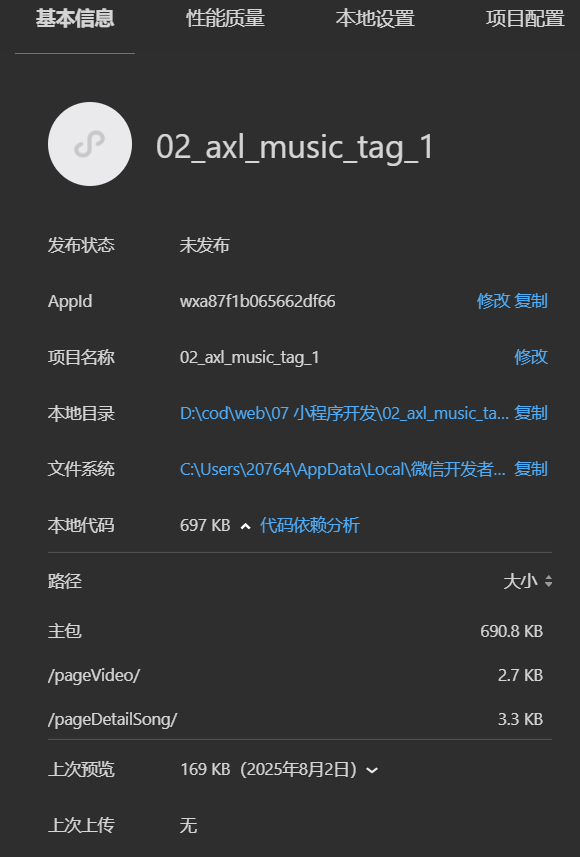 基本信息 性能质量 本地设置 项目配置
02_axl_music_tag_1
发布状态 未发布
AppId wxa87f1b065662df66 修改 复制
项目名称 02_axl_music_tag_1 修改
本地目录 D:\cod\web\07 小程序开发\02_axl_music_ta... 复制
文件系统 C:\Users\20764\AppData\Local\微信开发者... 复制
本地代码 697 KB 代码依赖分析
路径 大小
主包 690.8 KB
/pageVideo/ 2.7 KB
/pageDetailSong/ 3.3 KB
上次预览 169 KB（2025年8月2日）
上次上传 无